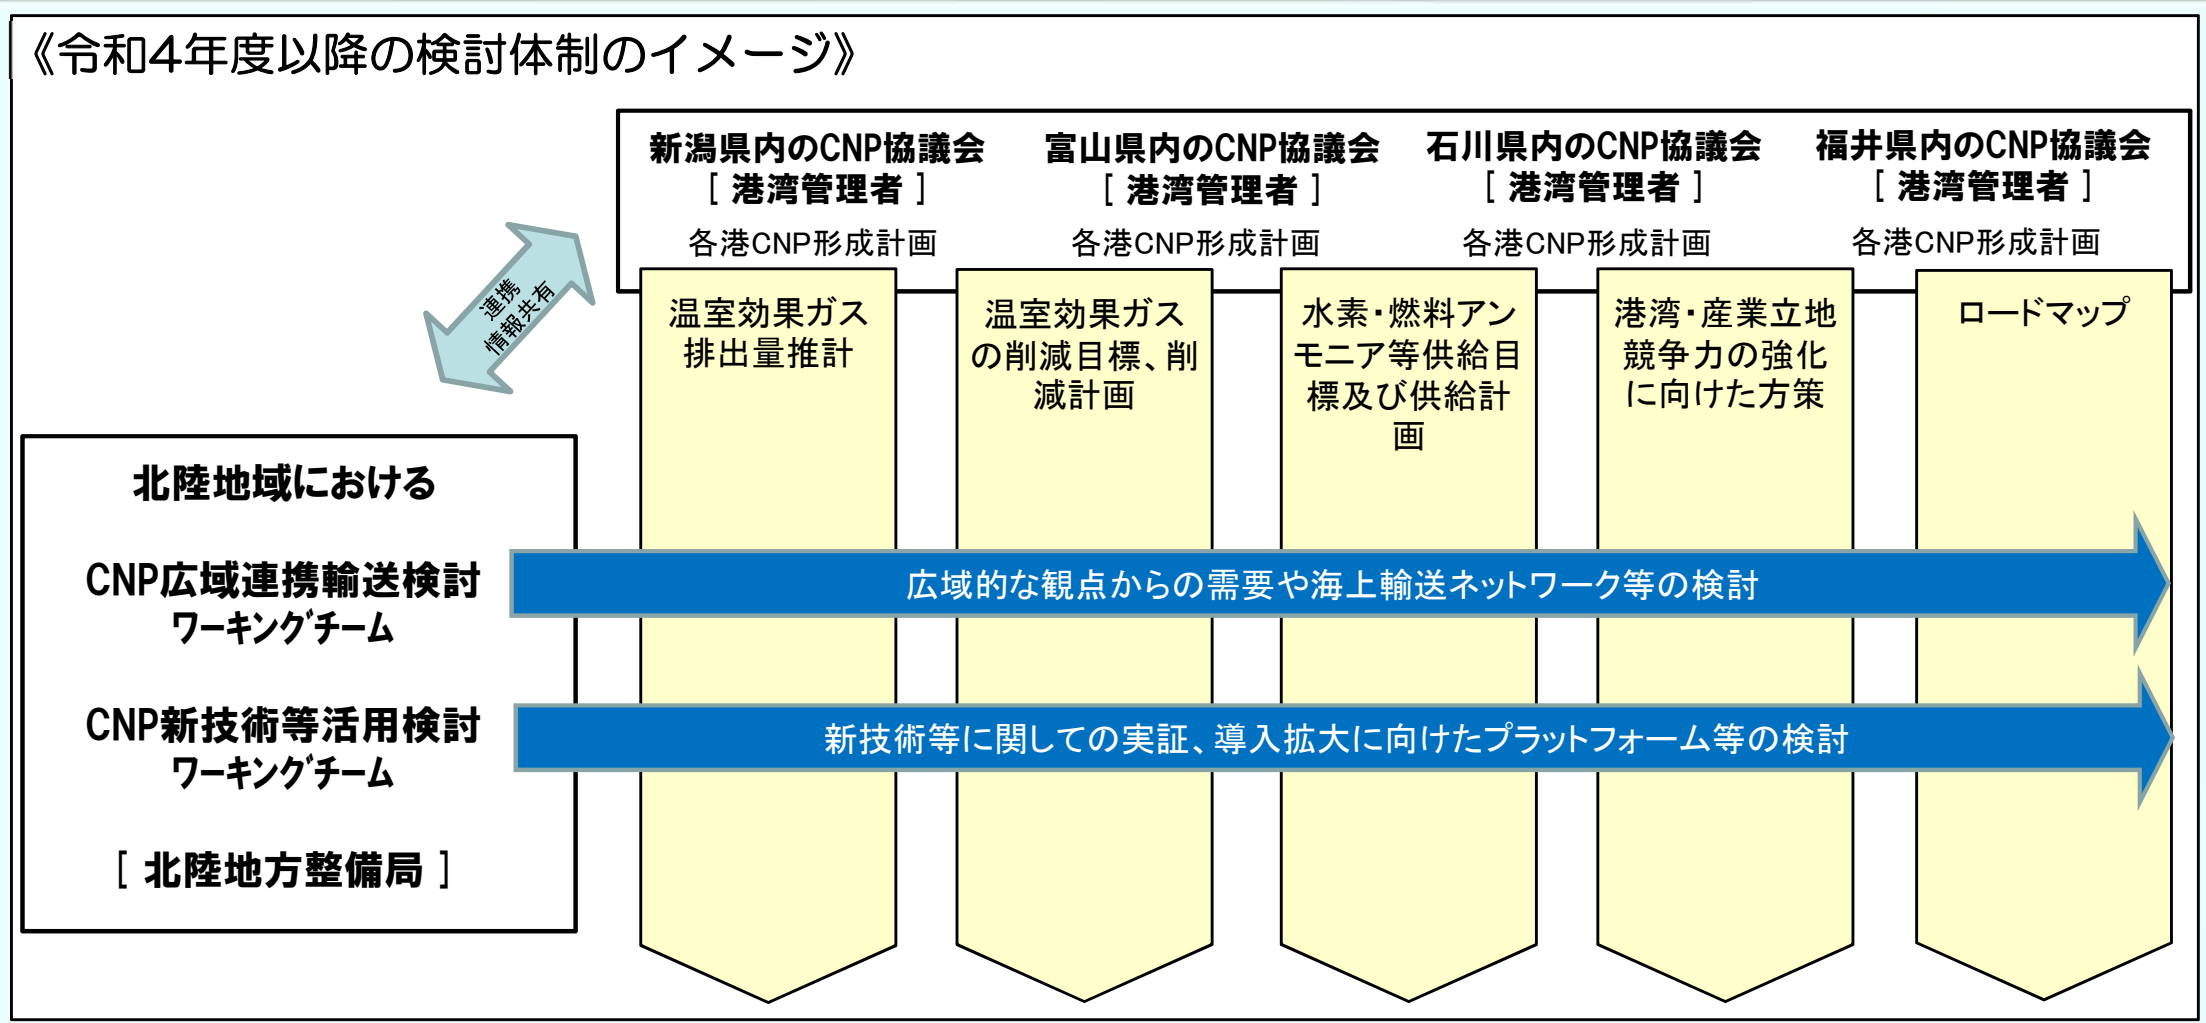 《令和4年度以降の検討体制のイメージ》
新潟県内のCNP協議会
[ 港湾管理者 ]
各港CNP形成計画
富山県内のCNP協議会
[ 港湾管理者 ]
各港CNP形成計画
石川県内のCNP協議会
[ 港湾管理者 ]
各港CNP形成計画
福井県内のCNP協議会
[ 港湾管理者 ]
各港CNP形成計画
連携
情報共有
温室効果ガス
排出量推計
温室効果ガス
の削減目標、削
減計画
水素・燃料アン
モニア等供給目
標及び供給計
画
港湾・産業立地
競争力の強化
に向けた方策
ロードマップ
北陸地域における
CNP広域連携輸送検討
ワーキングチーム
CNP新技術等活用検討
ワーキングチーム
[ 北陸地方整備局 ]
広域的な観点からの需要や海上輸送ネットワーク等の検討
新技術等に関しての実証、導入拡大に向けたプラットフォーム等の検討